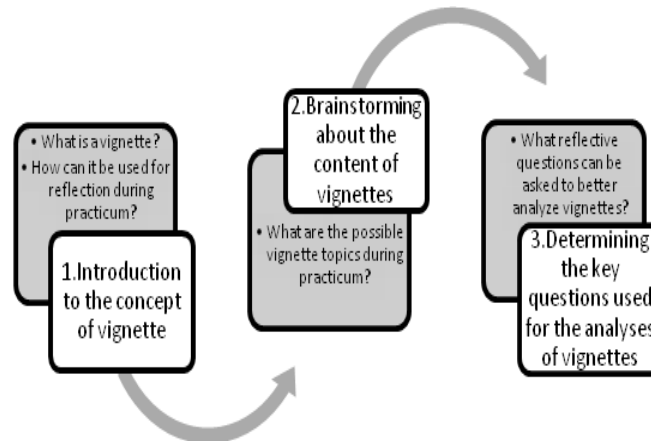 • What is a vignette?
• How can it be used for
reflection during
practicum?
1.Introduction
to the concept
of vignette
2.Brainstorming
about the
content of
vignettes
• What are the possible
vignette topics during
practicum?
• What reflective
questions can be
asked to better
analyze vignettes?
3.Determining
the key
questions used
for the analyses
of vignettes